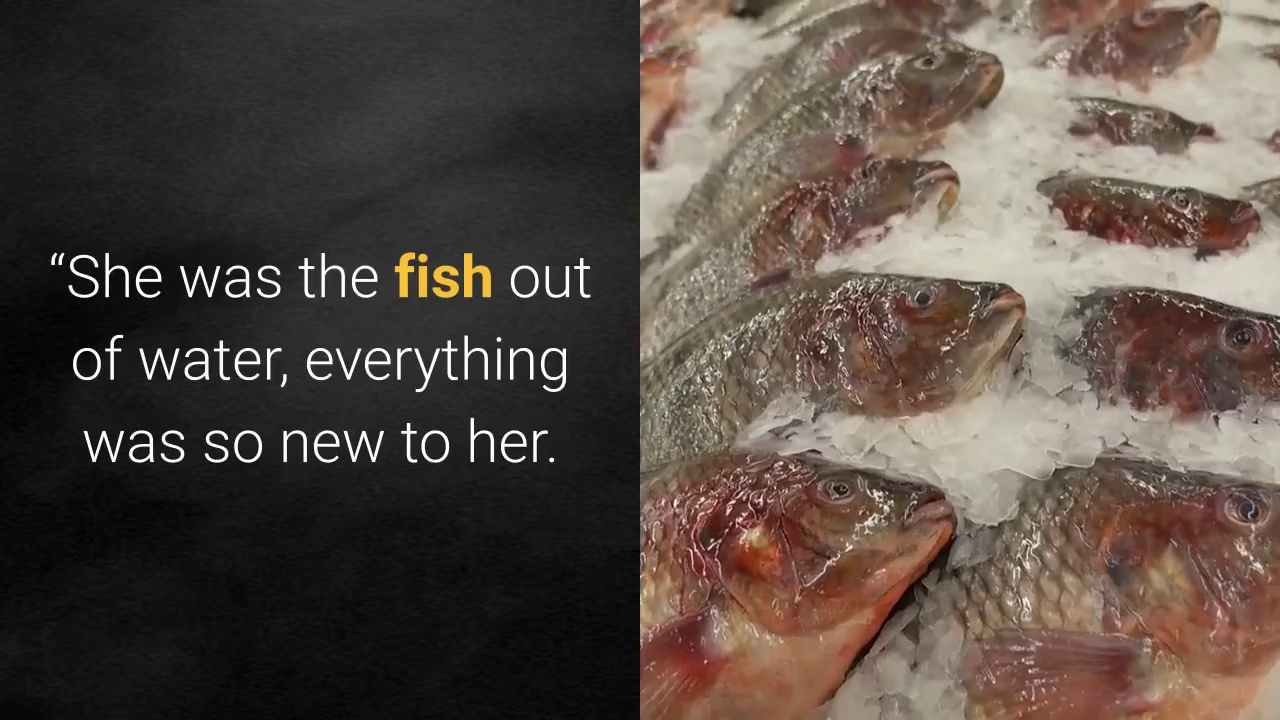 “She was the fish out
of water, everything
was so new to her.